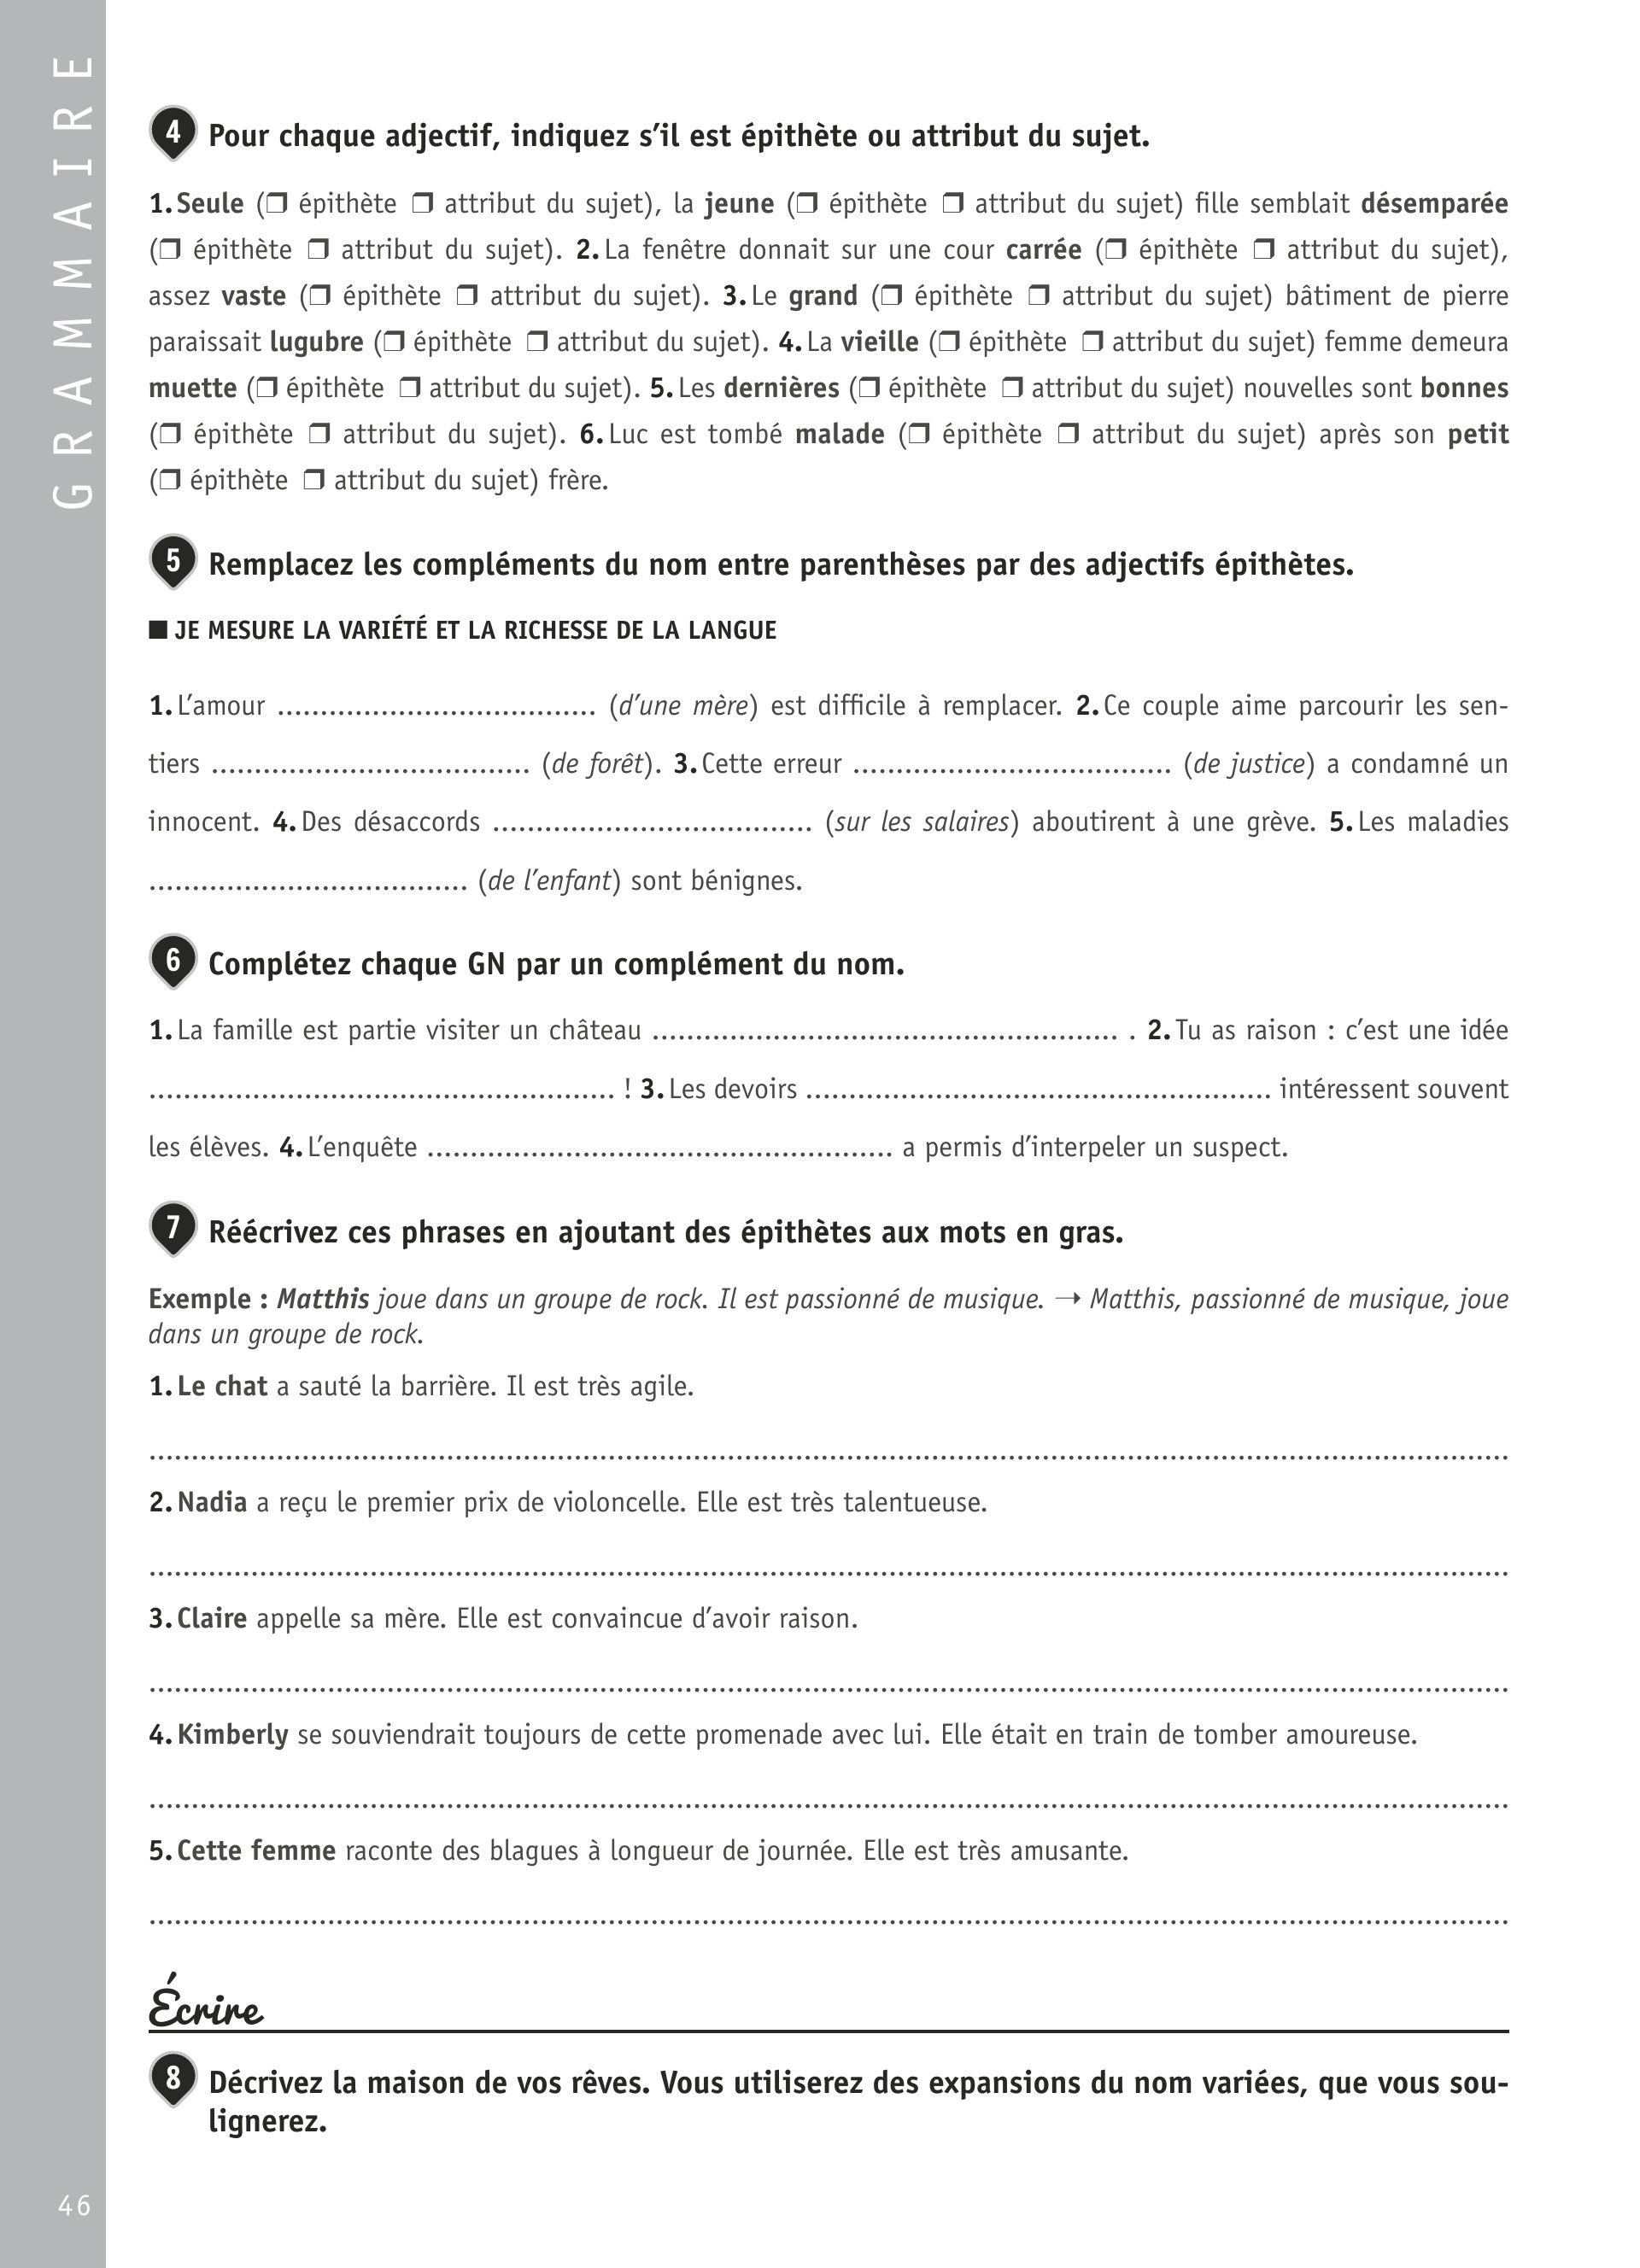 GRAMMAIRE
4 Pour chaque adjectif, indiquez s’il est épithète ou attribut du sujet.
1. Seule (❒ épithète ❒ attribut du sujet), la jeune (❒ épithète ❒ attribut du sujet) fille semblait désemparée
(❒ épithète ❒ attribut du sujet). 2. La fenêtre donnait sur une cour carrée (❒ épithète ❒ attribut du sujet),
assez vaste (❒ épithète ❒ attribut du sujet). 3. Le grand (❒ épithète ❒ attribut du sujet) bâtiment de pierre
paraissait lugubre (❒ épithète ❒ attribut du sujet). 4. La vieille (❒ épithète ❒ attribut du sujet) femme demeura
muette (❒ épithète ❒ attribut du sujet). 5. Les dernières (❒ épithète ❒ attribut du sujet) nouvelles sont bonnes
(❒ épithète ❒ attribut du sujet). 6. Luc est tombé malade (❒ épithète ❒ attribut du sujet) après son petit
(❒ épithète ❒ attribut du sujet) frère.
5 Remplacez les compléments du nom entre parenthèses par des adjectifs épithètes.
■ JE MESURE LA VARIÉTÉ ET LA RICHESSE DE LA LANGUE
1. L’amour ..................................... (d’une mère) est difficile à remplacer. 2. Ce couple aime parcourir les sen-
tiers ..................................... (de forêt). 3. Cette erreur ..................................... (de justice) a condamné un
innocent. 4. Des désaccords ..................................... (sur les salaires) aboutirent à une grève. 5. Les maladies
..................................... (de l’enfant) sont bénignes.
6 Complétez chaque GN par un complément du nom.
1. La famille est partie visiter un château ...................................................... . 2. Tu as raison : c’est une idée
...................................................... ! 3. Les devoirs ...................................................... intéressent souvent
les élèves. 4. L’enquête ...................................................... a permis d’interpeler un suspect.
7 Réécrivez ces phrases en ajoutant des épithètes aux mots en gras.
Exemple : Matthis joue dans un groupe de rock. Il est passionné de musique. → Matthis, passionné de musique, joue
dans un groupe de rock.
1. Le chat a sauté la barrière. Il est très agile.
..............................................................................................................................
2. Nadia a reçu le premier prix de violoncelle. Elle est très talentueuse.
..............................................................................................................................
3. Claire appelle sa mère. Elle est convaincue d’avoir raison.
..............................................................................................................................
4. Kimberly se souviendrait toujours de cette promenade avec lui. Elle était en train de tomber amoureuse.
..............................................................................................................................
5. Cette femme raconte des blagues à longueur de journée. Elle est très amusante.
..............................................................................................................................
Écrire
8 Décrivez la maison de vos rêves. Vous utiliserez des expansions du nom variées, que vous sou-
lignerez.
46